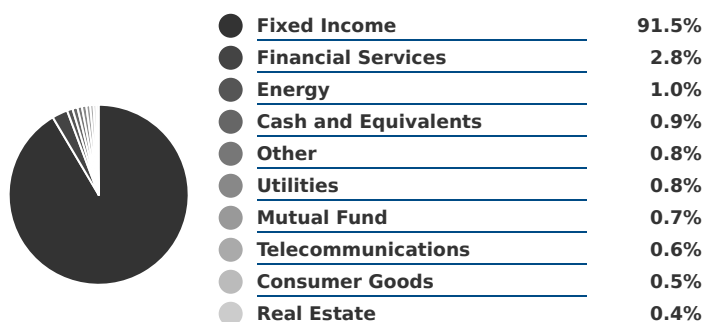 Fixed Income 91.5%
Financial Services 2.8%
Energy 1.0%
Cash and Equivalents 0.9%
Other 0.8%
Utilities 0.8%
Mutual Fund 0.7%
Telecommunications 0.6%
Consumer Goods 0.5%
Real Estate 0.4%